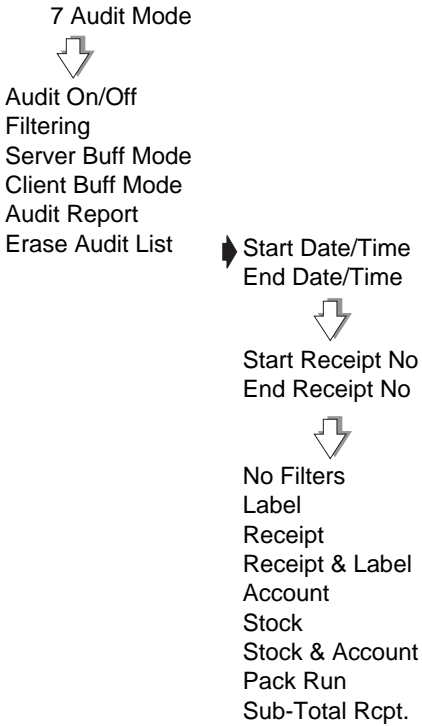 7 Audit Mode
Audit On/Off
Filtering
Server Buff Mode
Client Buff Mode
Audit Report
Erase Audit List
Start Date/Time
End Date/Time
Start Receipt No
End Receipt No
No Filters
Label
Receipt
Receipt & Label
Account
Stock
Stock & Account
Pack Run
Sub-Total Rcpt.